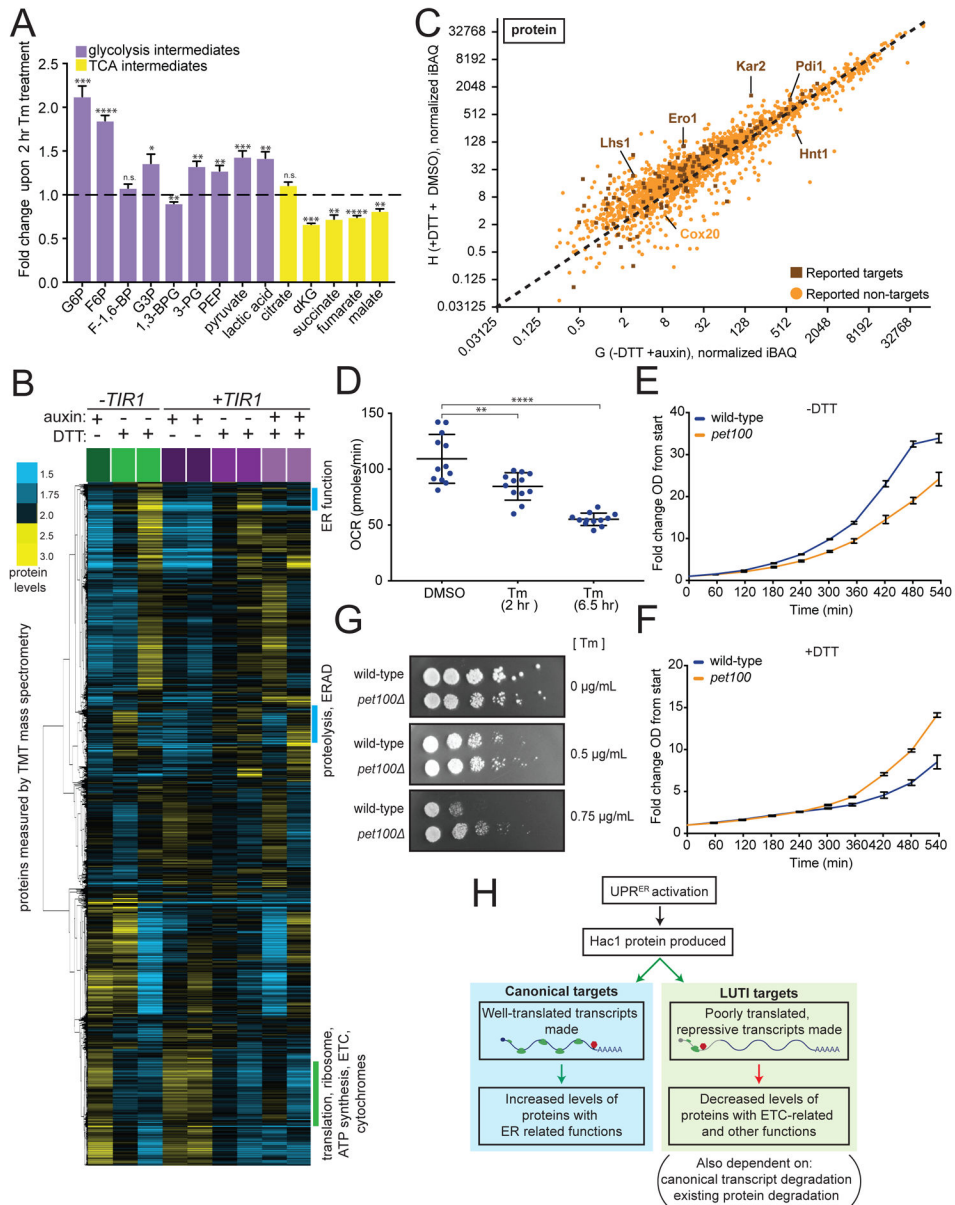 A
glycolysis intermediates
TCA intermediates
Fold change upon 2 hr Tm treatment
2.5
2.0
1.5
1.0
0.5
0.0
***
****
n.s.
*
**
**
**
***
**
n.s.
***
**
****
**
G6P
F6P
F-1,6-BP
G3P
1,3-BPG
3-PG
PEP
pyruvate
lactic acid
citrate
αKG
succinate
fumarate
malate
C
protein
H (+DTT + DMSO), normalized iBAQ
32768
8192
2048
512
128
32
8
2
0.5
0.125
0.03125
Kar2
Pdi1
Ero1
Lhs1
Hnt1
Cox20
Reported targets
Reported non-targets
0.03125
0.125
0.5
2
8
32
128
512
2048
8192
32768
G (-DTT +auxin), normalized iBAQ
B
-TIR1
+TIR1
auxin: + - - + + - - + +
DTT: - + + - - + + + +
1.5
1.75
2.0
2.5
3.0
protein
levels
proteins measured by TMT mass spectrometry
ER function
proteolysis, ERAD
translation, ribosome,
ATP synthesis, ETC,
cytochromes
D
OCR (pmoles/min)
150
100
50
0
**
****
DMSO
Tm
(2 hr )
Tm
(6.5 hr)
E
-DTT
wild-type
pet100
Fold change OD from start
40
30
20
10
0
0 60 120 180 240 300 360 420 480 540
Time (min)
F
+DTT
wild-type
pet100
Fold change OD from start
20
15
10
5
0
0 60 120 180 240 300 360 420 480 540
Time (min)
G
[ Tm ]
wild-type
pet100Δ
0 µg/mL
wild-type
pet100Δ
0.5 µg/mL
wild-type
pet100Δ
0.75 µg/mL
H
UPRᴱᴿ activation
Hac1 protein produced
Canonical targets
Well-translated transcripts
made
AAAAA
Increased levels of
proteins with
ER related functions
LUTI targets
Poorly translated,
repressive transcripts made
AAAAA
Decreased levels of
proteins with ETC-related
and other functions
Also dependent on:
canonical transcript degradation
existing protein degradation